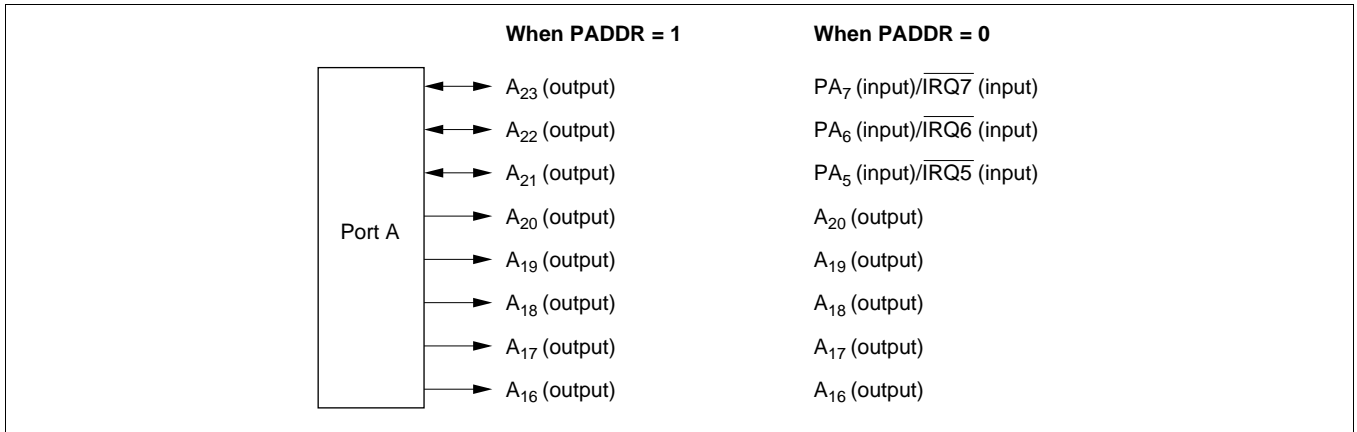 When PADDR = 1 When PADDR = 0
A23 (output) PA7 (input)/IRQ7 (input)
A22 (output) PA6 (input)/IRQ6 (input)
A21 (output) PA5 (input)/IRQ5 (input)
A20 (output) A20 (output)
Port A
A19 (output) A19 (output)
A18 (output) A18 (output)
A17 (output) A17 (output)
A16 (output) A16 (output)